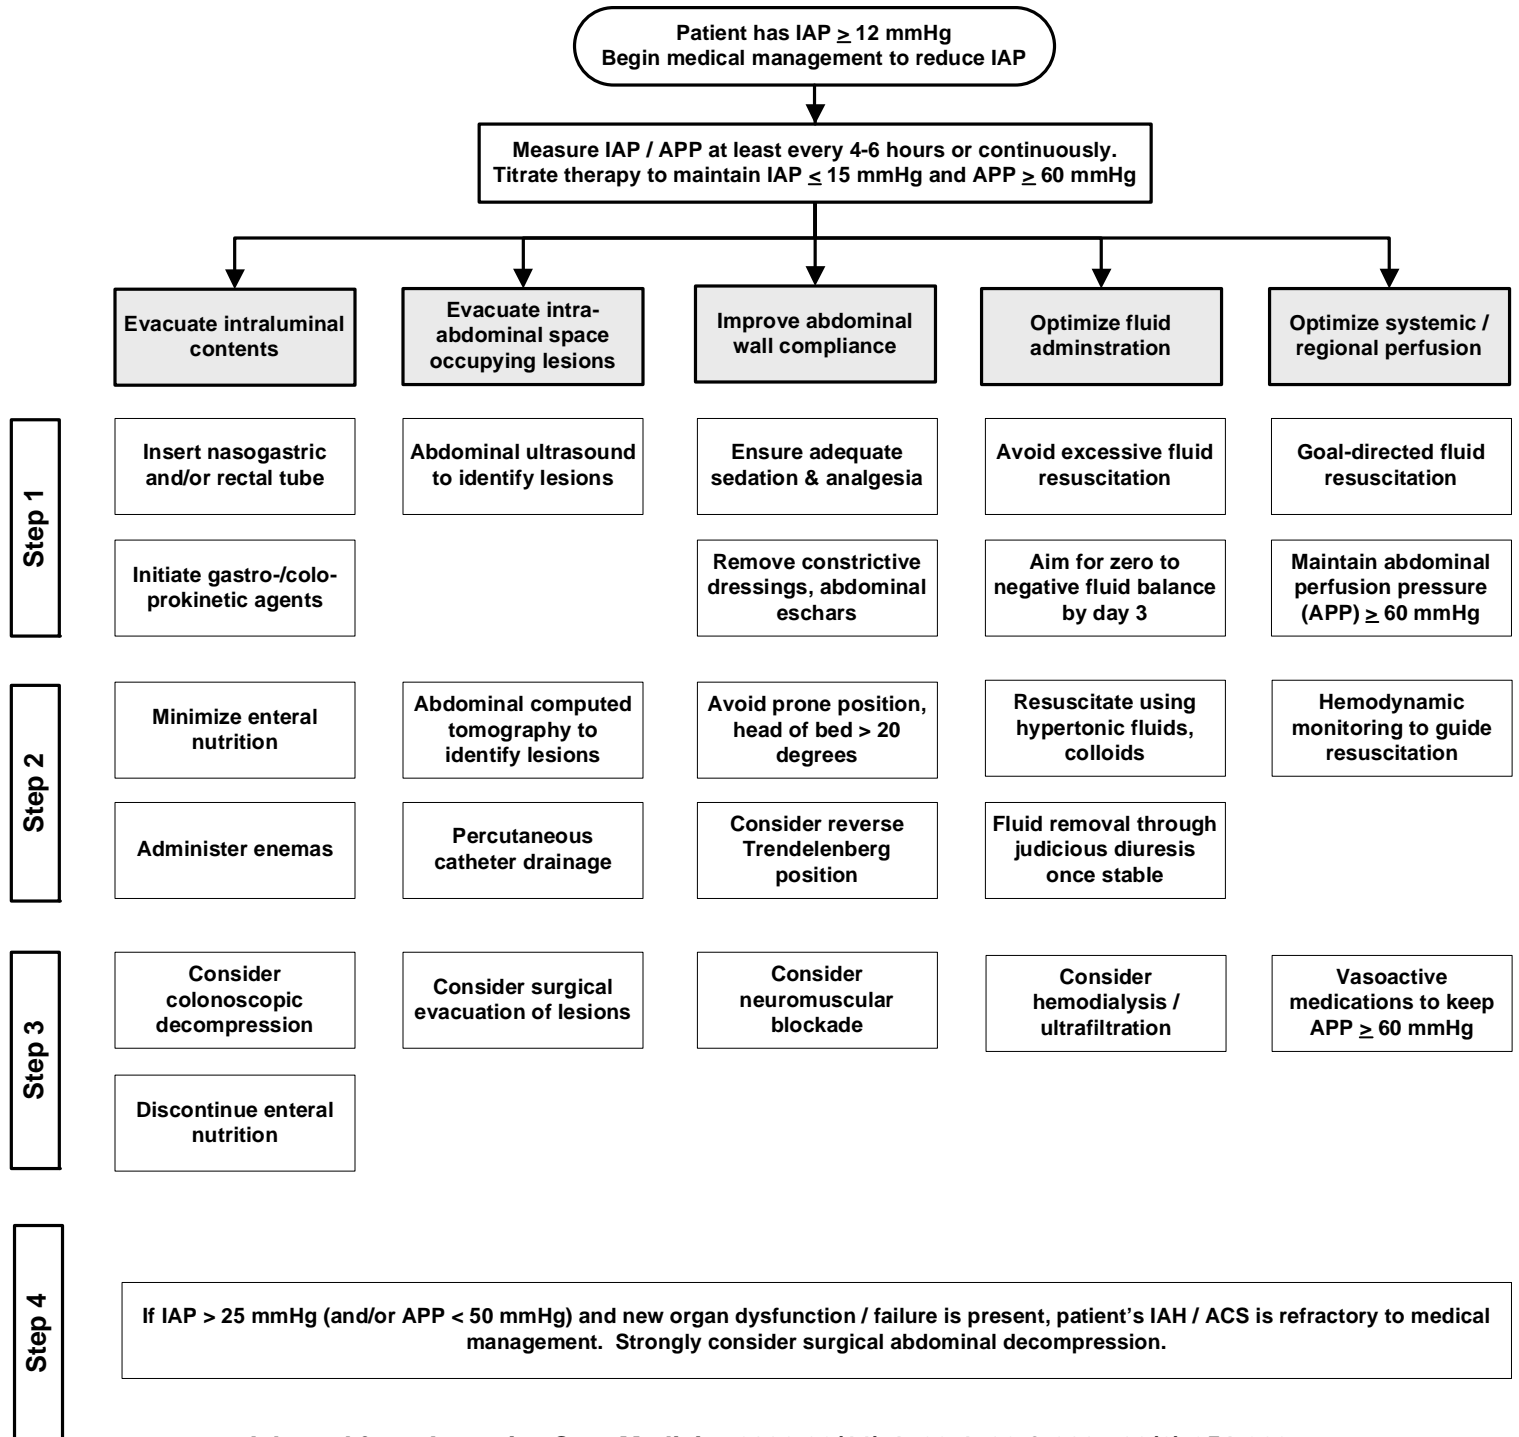 Patient has IAP ≥ 12 mmHg
Begin medical management to reduce IAP
Measure IAP / APP at least every 4-6 hours or continuously.
Titrate therapy to maintain IAP ≤ 15 mmHg and APP ≥ 60 mmHg
Evacuate intraluminal
contents
Evacuate intra-
abdominal space
occupying lesions
Improve abdominal
wall compliance
Optimize fluid
adminstration
Optimize systemic /
regional perfusion
Step 1
Insert nasogastric
and/or rectal tube
Abdominal ultrasound
to identify lesions
Ensure adequate
sedation & analgesia
Avoid excessive fluid
resuscitation
Goal-directed fluid
resuscitation
Initiate gastro-/colo-
prokinetic agents
Remove constrictive
dressings, abdominal
eschars
Aim for zero to
negative fluid balance
by day 3
Maintain abdominal
perfusion pressure
(APP) ≥ 60 mmHg
Step 2
Minimize enteral
nutrition
Abdominal computed
tomography to
identify lesions
Avoid prone position,
head of bed > 20
degrees
Resuscitate using
hypertonic fluids,
colloids
Hemodynamic
monitoring to guide
resuscitation
Administer enemas
Percutaneous
catheter drainage
Consider reverse
Trendelenberg
position
Fluid removal through
judicious diuresis
once stable
Step 3
Consider
colonoscopic
decompression
Consider surgical
evacuation of lesions
Consider
neuromuscular
blockade
Consider
hemodialysis /
ultrafiltration
Vasoactive
medications to keep
APP ≥ 60 mmHg
Discontinue enteral
nutrition
Step 4
If IAP > 25 mmHg (and/or APP < 50 mmHg) and new organ dysfunction / failure is present, patient's IAH / ACS is refractory to medical
management.  Strongly consider surgical abdominal decompression.